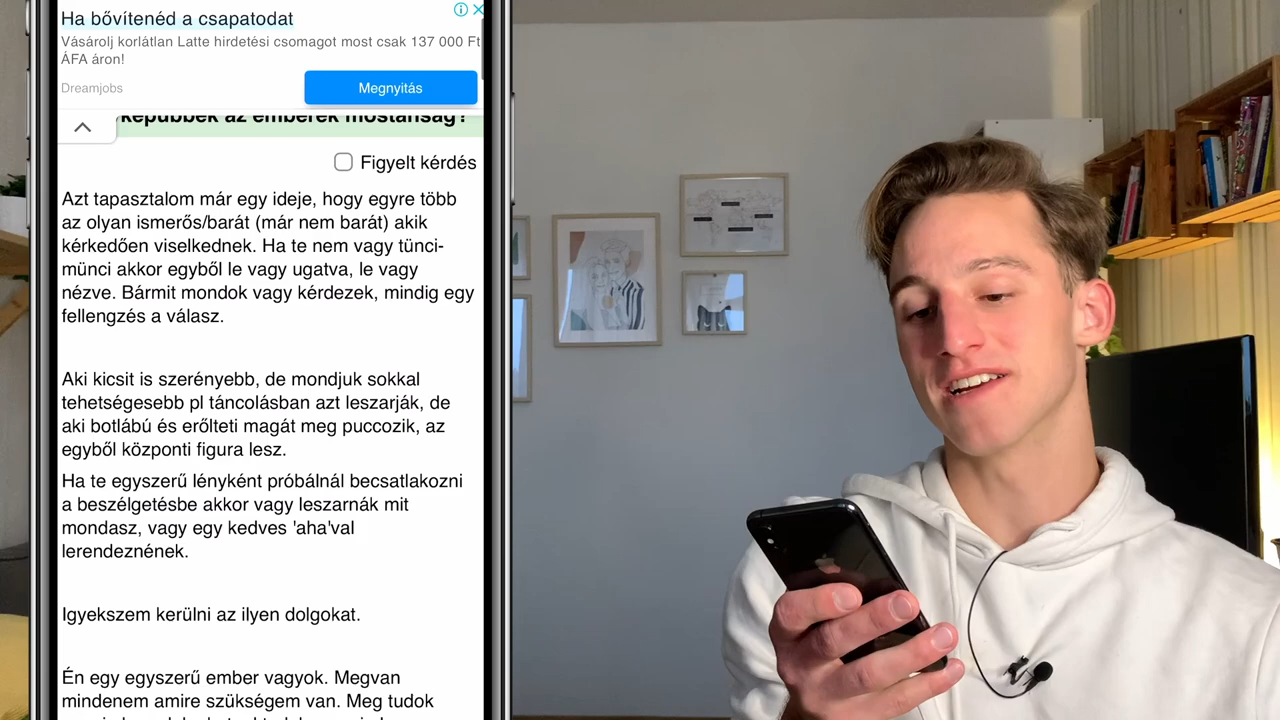 Ha bővítenéd a csapatodat
Vásárolj korlátlan Latte hirdetési csomagot most csak 137 000 Ft
ÁFA áron!
Dreamjobs
Megnyitás
képűbbek az emberek mostanság?
Figyelt kérdés
Azt tapasztalom már egy ideje, hogy egyre több
az olyan ismerős/barát (már nem barát) akik
kérkedően viselkednek. Ha te nem vagy tünci-
münci akkor egyből le vagy ugatva, le vagy
nézve. Bármit mondok vagy kérdezek, mindig egy
fellengzés a válasz.
Aki kicsit is szerényebb, de mondjuk sokkal
tehetségesebb pl táncolásban azt leszarják, de
aki botlábú és erőlteti magát meg puccozik, az
egyből központi figura lesz.
Ha te egyszerű lényként próbálnál becsatlakozni
a beszélgetésbe akkor vagy leszarnák mit
mondasz, vagy egy kedves 'aha'val
lerendeznének.
Igyekszem kerülni az ilyen dolgokat.
Én egy egyszerű ember vagyok. Megvan
mindenem amire szükségem van. Meg tudok